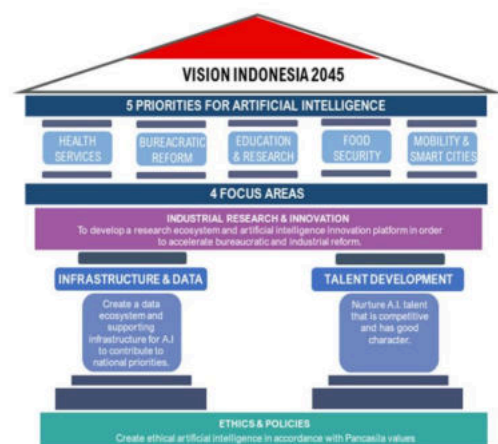 VISION INDONESIA 2045
5 PRIORITIES FOR ARTIFICIAL INTELLIGENCE
HEALTH
SERVICES
BUREACRATIC
REFORM
EDUCATION
& RESEARCH
FOOD
SECURITY
MOBILITY &
SMART CITIES
4 FOCUS AREAS
INDUSTRIAL RESEARCH & INNOVATION
To develop a research ecosystem and artificial intelligence innovation platform in order
to accelerate bureaucratic and industrial reform.
INFRASTRUCTURE & DATA
Create a data
ecosystem and
supporting
infrastructure for A.I
to contribute to
national priorities.
TALENT DEVELOPMENT
Nurture A.I. talent
that is competitive
and has good
character.
ETHICS & POLICIES
Create ethical artificial intelligence in accordance with Pancasila values